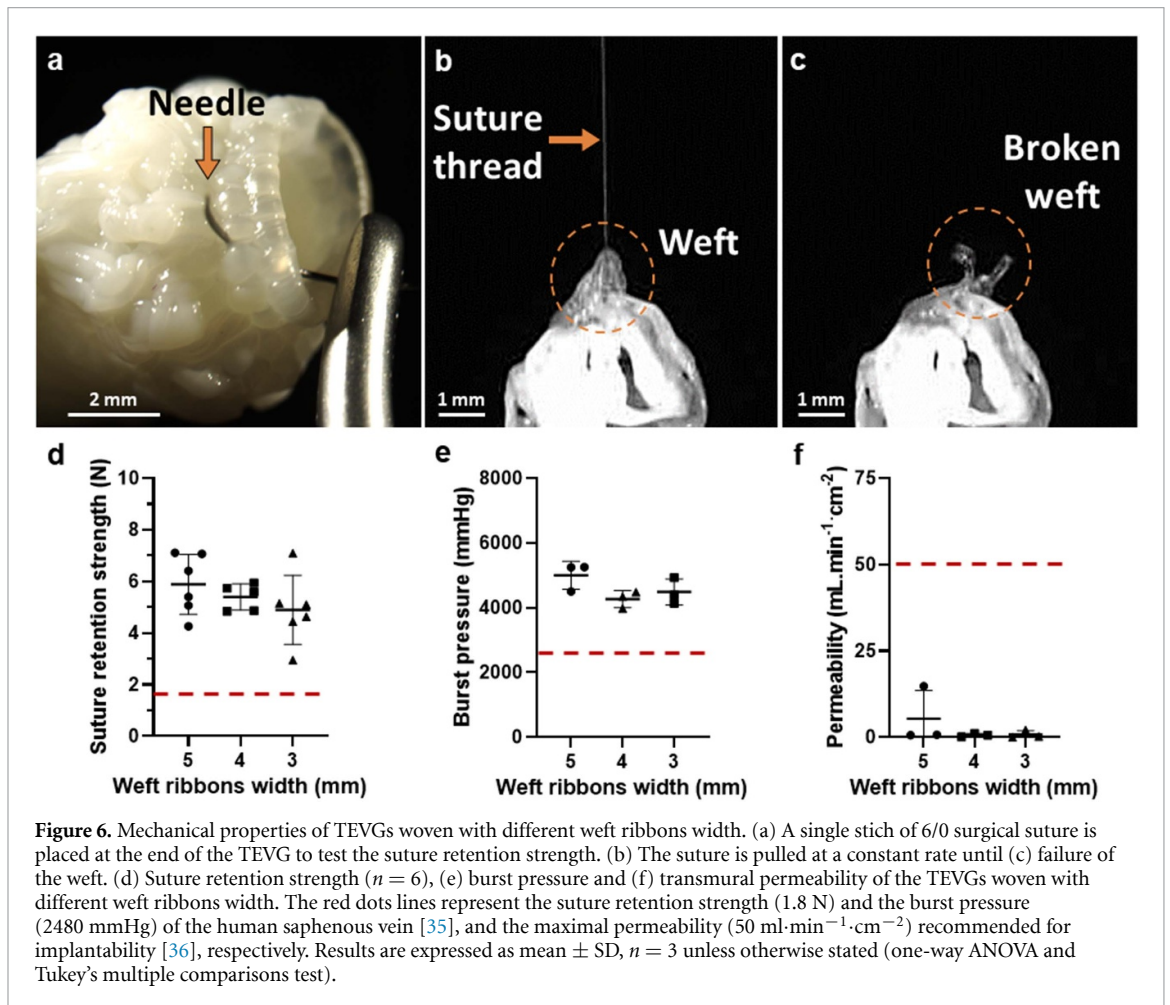 a
Needle
2 mm
b
Suture
thread
Weft
1 mm
c
Broken
weft
1 mm
d
Suture retention strength (N)
10
8
6
4
2
0
5 4 3
Weft ribbons width (mm)
e
Burst pressure (mmHg)
8000
6000
4000
2000
0
5 4 3
Weft ribbons width (mm)
f
Permeability (mL.min⁻¹·cm⁻²)
75
50
25
0
5 4 3
Weft ribbons width (mm)
Figure 6. Mechanical properties of TEVGs woven with different weft ribbons width. (a) A single stich of 6/0 surgical suture is
placed at the end of the TEVG to test the suture retention strength. (b) The suture is pulled at a constant rate until (c) failure of
the weft. (d) Suture retention strength (n = 6), (e) burst pressure and (f) transmural permeability of the TEVGs woven with
different weft ribbons width. The red dots lines represent the suture retention strength (1.8 N) and the burst pressure
(2480 mmHg) of the human saphenous vein [35], and the maximal permeability (50 ml·min⁻¹·cm⁻²) recommended for
implantability [36], respectively. Results are expressed as mean ± SD, n = 3 unless otherwise stated (one-way ANOVA and
Tukey's multiple comparisons test).